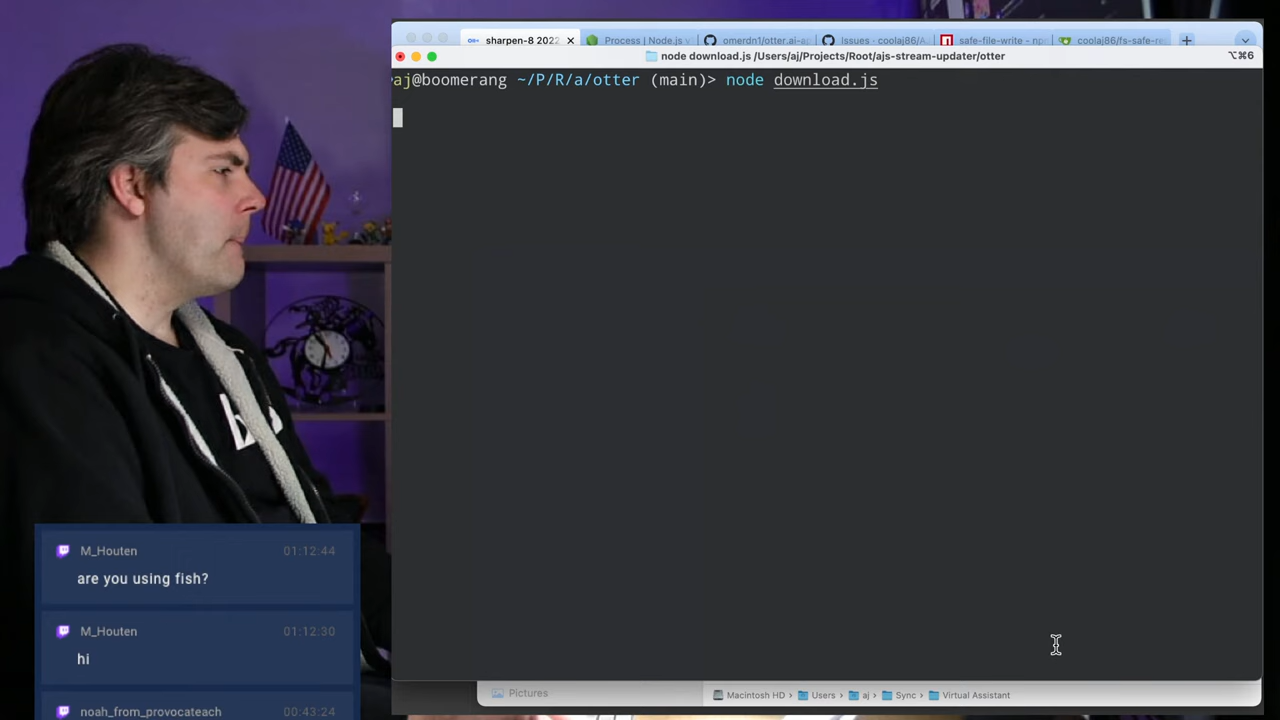 sharpen-8 2022
Process | Node.js v
omerdn1/otter.ai-ap
Issues · coolaj86/A
safe-file-write - npm
coolaj86/fs-safe-re
node download.js /Users/aj/Projects/Root/ajs-stream-updater/otter
⌥⌘6
aj@boomerang ~/P/R/a/otter (main)> node download.js
M_Houten 01:12:44
are you using fish?
M_Houten 01:12:30
hi
noah_from_provocateach 00:43:24
Pictures
Macintosh HD > Users > aj > Sync > Virtual Assistant